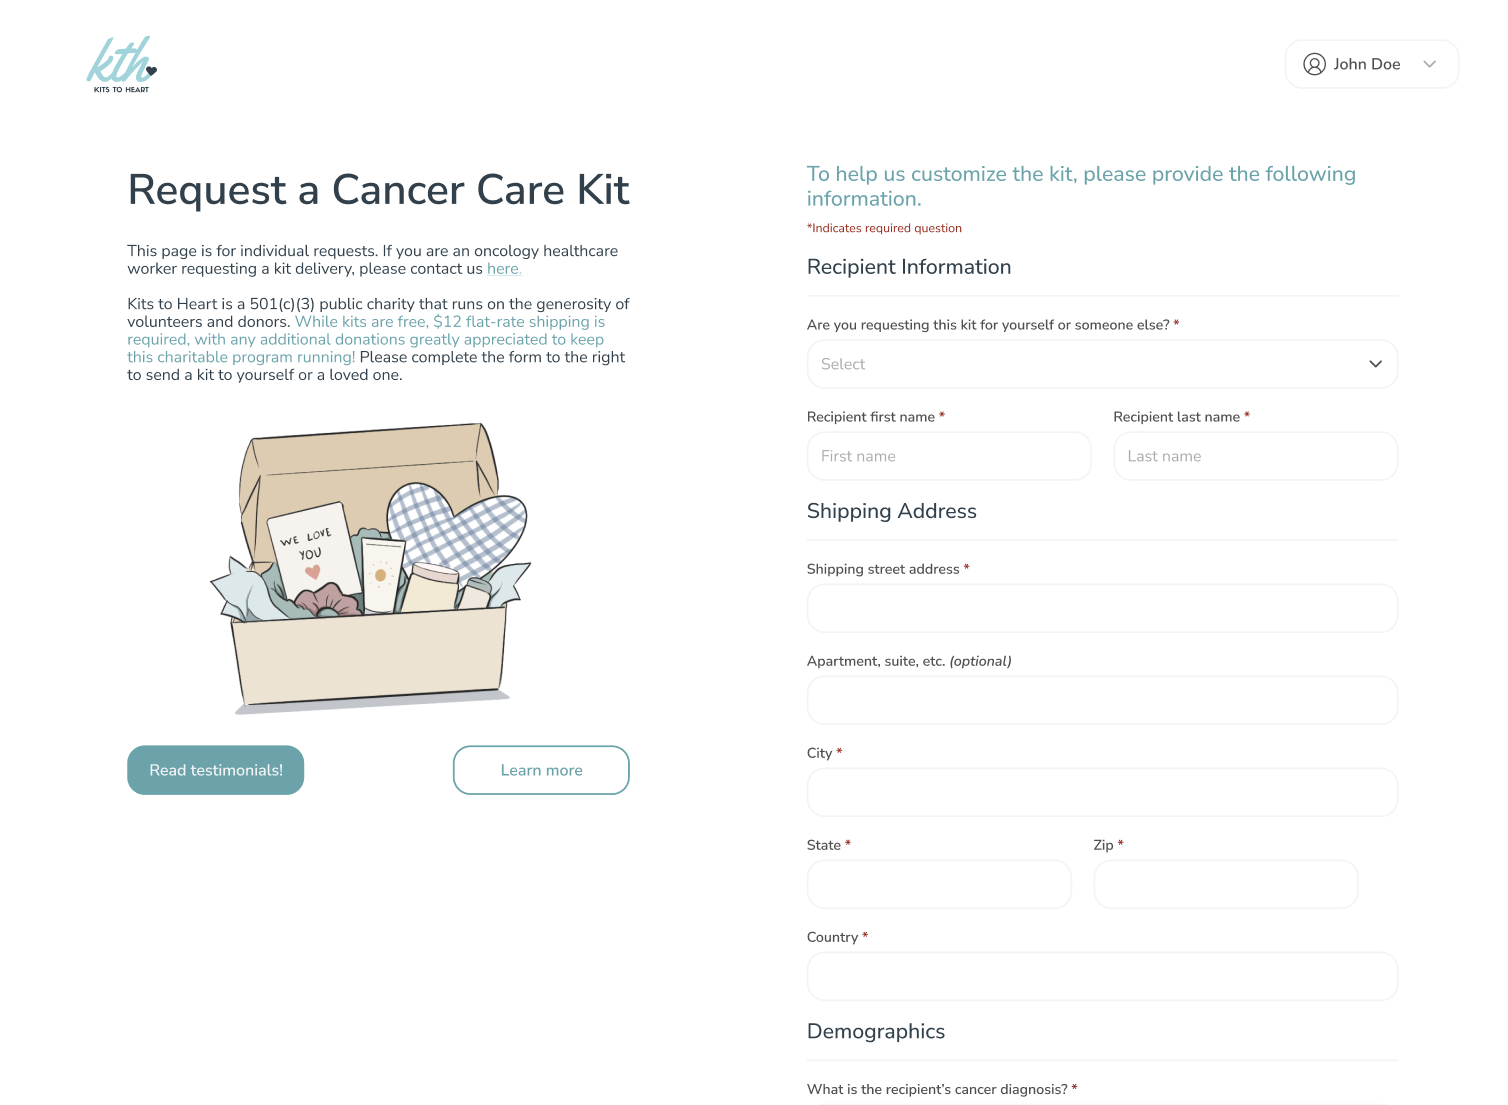 kth
KITS TO HEART
John Doe
Request a Cancer Care Kit
This page is for individual requests. If you are an oncology healthcare
worker requesting a kit delivery, please contact us here.
Kits to Heart is a 501(c)(3) public charity that runs on the generosity of
volunteers and donors. While kits are free, $12 flat-rate shipping is
required, with any additional donations greatly appreciated to keep
this charitable program running! Please complete the form to the right
to send a kit to yourself or a loved one.
WE LOVE
YOU
Read testimonials!
Learn more
To help us customize the kit, please provide the following
information.
*Indicates required question
Recipient Information
Are you requesting this kit for yourself or someone else? *
Select
Recipient first name *
Recipient last name *
First name
Last name
Shipping Address
Shipping street address *
Apartment, suite, etc. (optional)
City *
State *
Zip *
Country *
Demographics
What is the recipient's cancer diagnosis? *